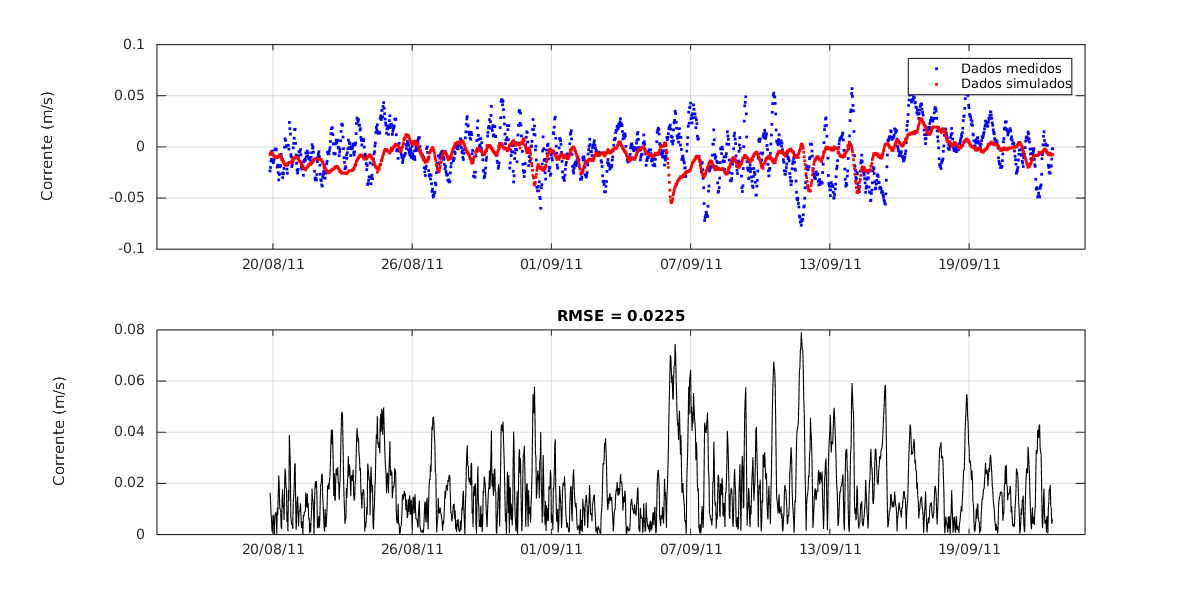 0.1
0.05
0
-0.05
-0.1
Corrente (m/s)
Dados medidos
Dados simulados
20/08/11 26/08/11 01/09/11 07/09/11 13/09/11 19/09/11
RMSE = 0.0225
0.08
0.06
0.04
0.02
0
Corrente (m/s)
20/08/11 26/08/11 01/09/11 07/09/11 13/09/11 19/09/11